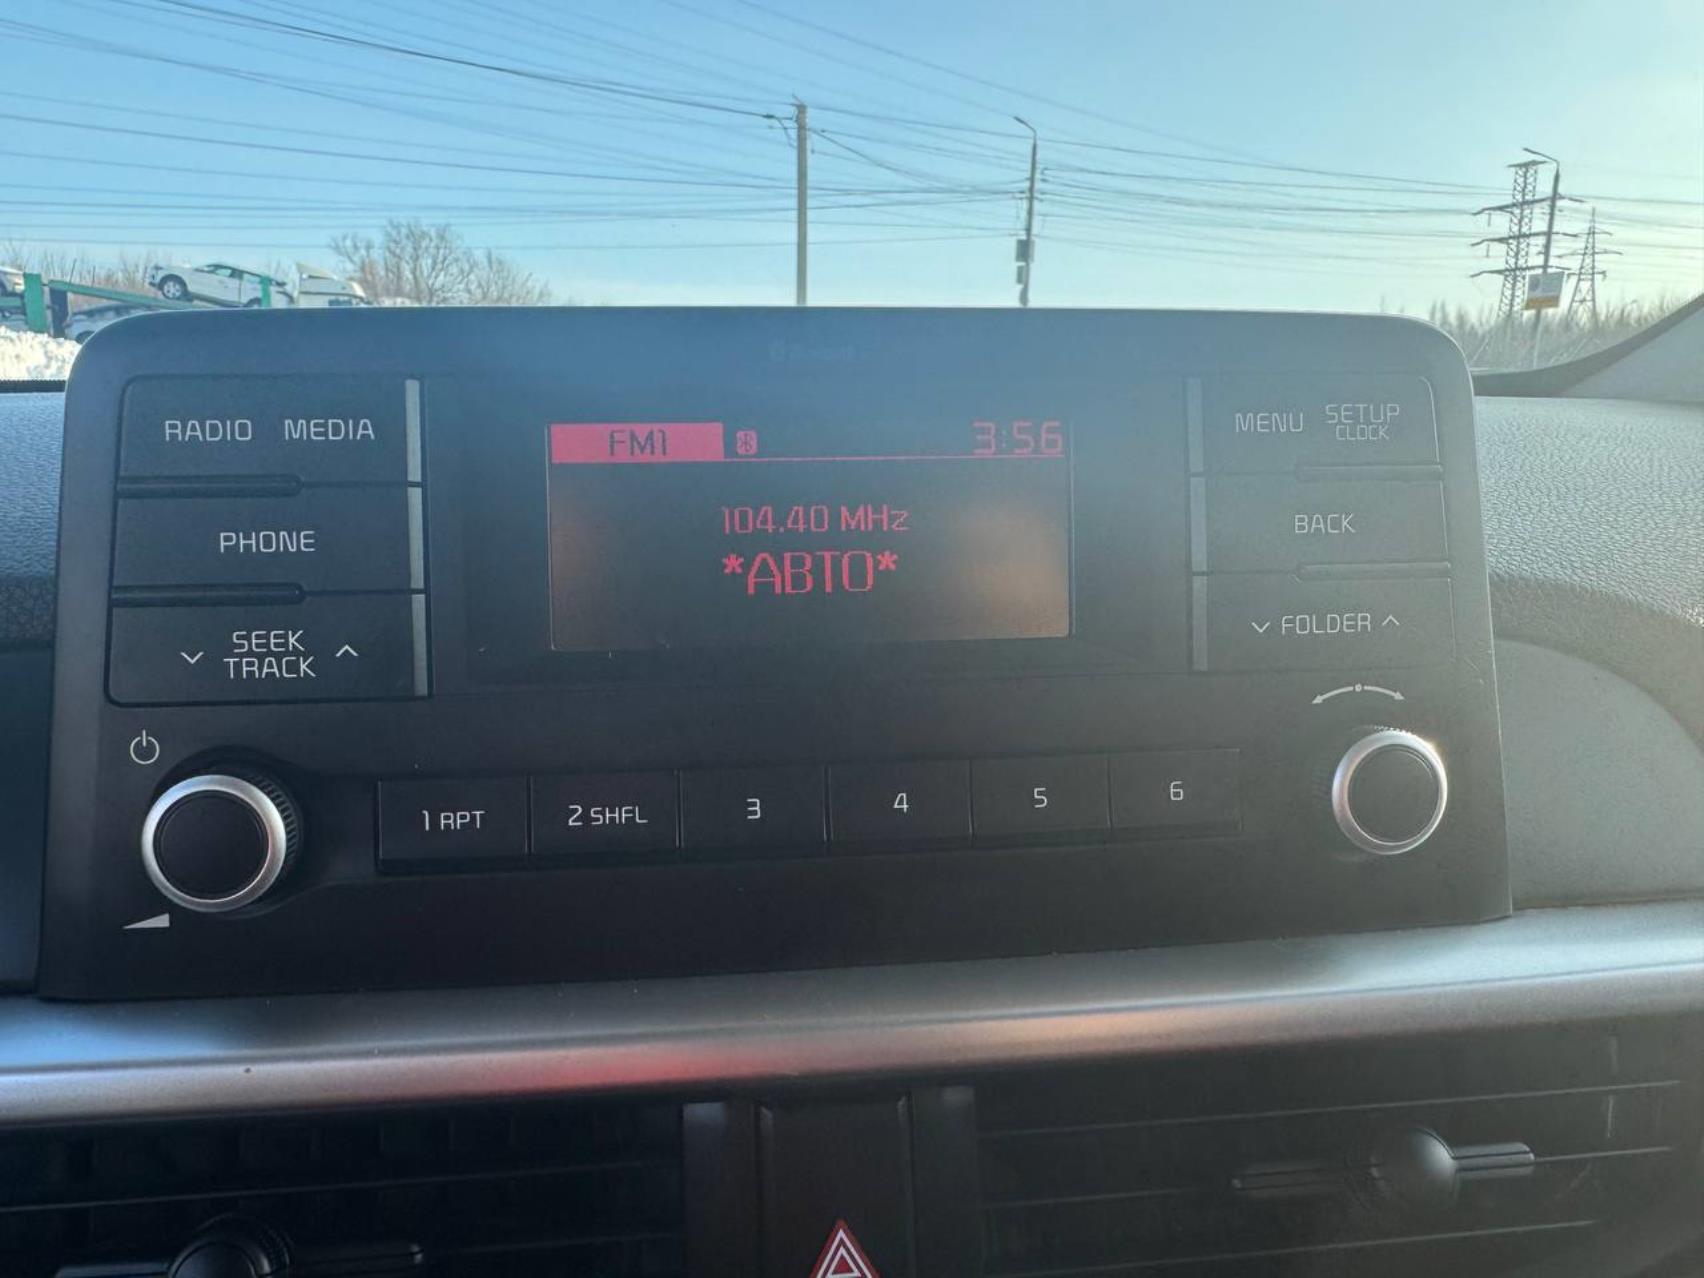 RADIO MEDIA
PHONE
SEEK
TRACK
FM1 3:56
104.40 MHz
*АВТО*
MENU SETUP
CLOCK
BACK
FOLDER
1 RPT 2 SHFL 3 4 5 6